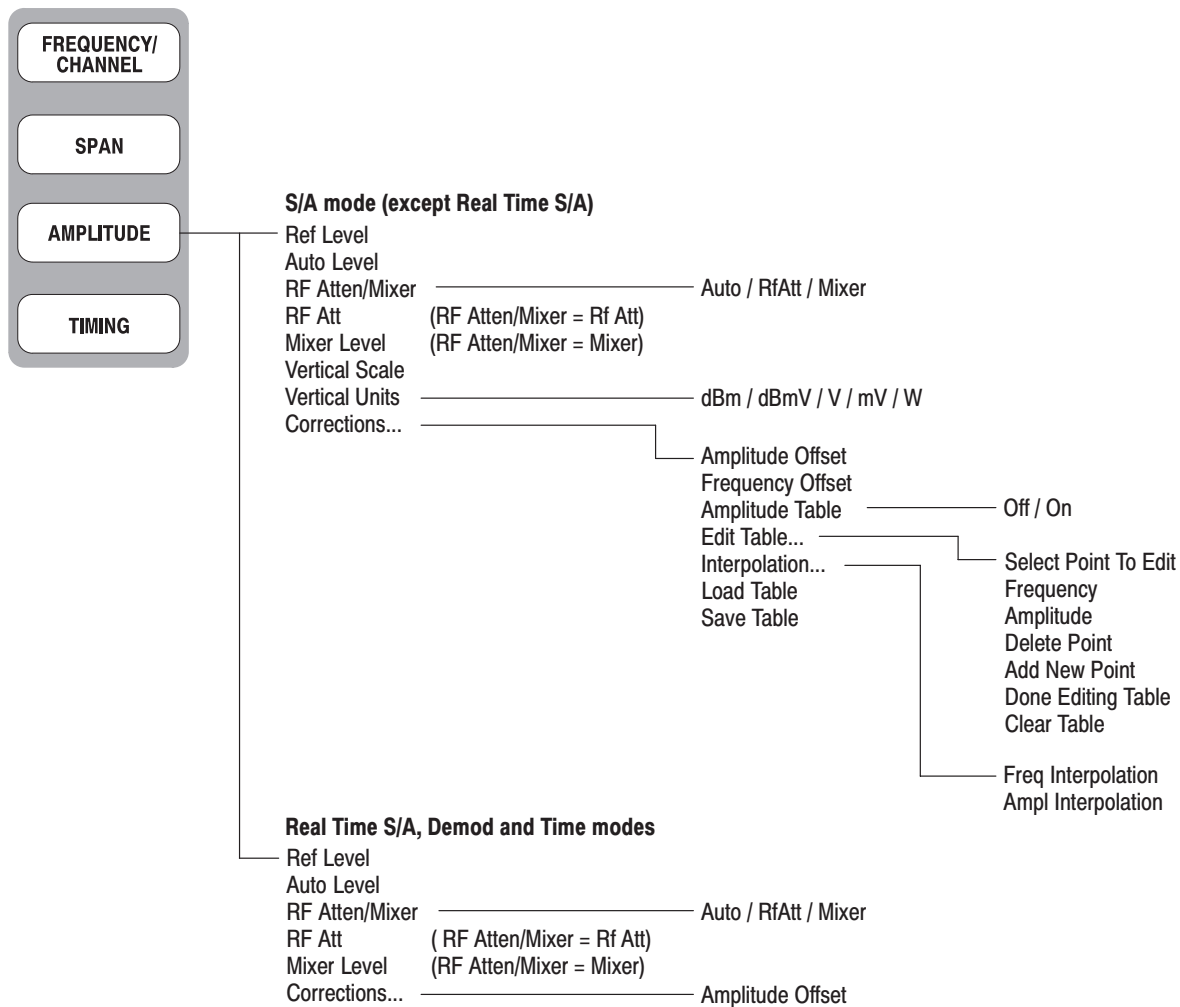 FREQUENCY/
CHANNEL
SPAN
AMPLITUDE
TIMING
S/A mode (except Real Time S/A)
Ref Level
Auto Level
RF Atten/Mixer Auto / RfAtt / Mixer
RF Att (RF Atten/Mixer = Rf Att)
Mixer Level (RF Atten/Mixer = Mixer)
Vertical Scale
Vertical Units dBm / dBmV / V / mV / W
Corrections...
Amplitude Offset
Frequency Offset
Amplitude Table Off / On
Edit Table...
Interpolation...
Load Table
Save Table
Select Point To Edit
Frequency
Amplitude
Delete Point
Add New Point
Done Editing Table
Clear Table
Freq Interpolation
Ampl Interpolation
Real Time S/A, Demod and Time modes
Ref Level
Auto Level
RF Atten/Mixer Auto / RfAtt / Mixer
RF Att ( RF Atten/Mixer = Rf Att)
Mixer Level (RF Atten/Mixer = Mixer)
Corrections... Amplitude Offset